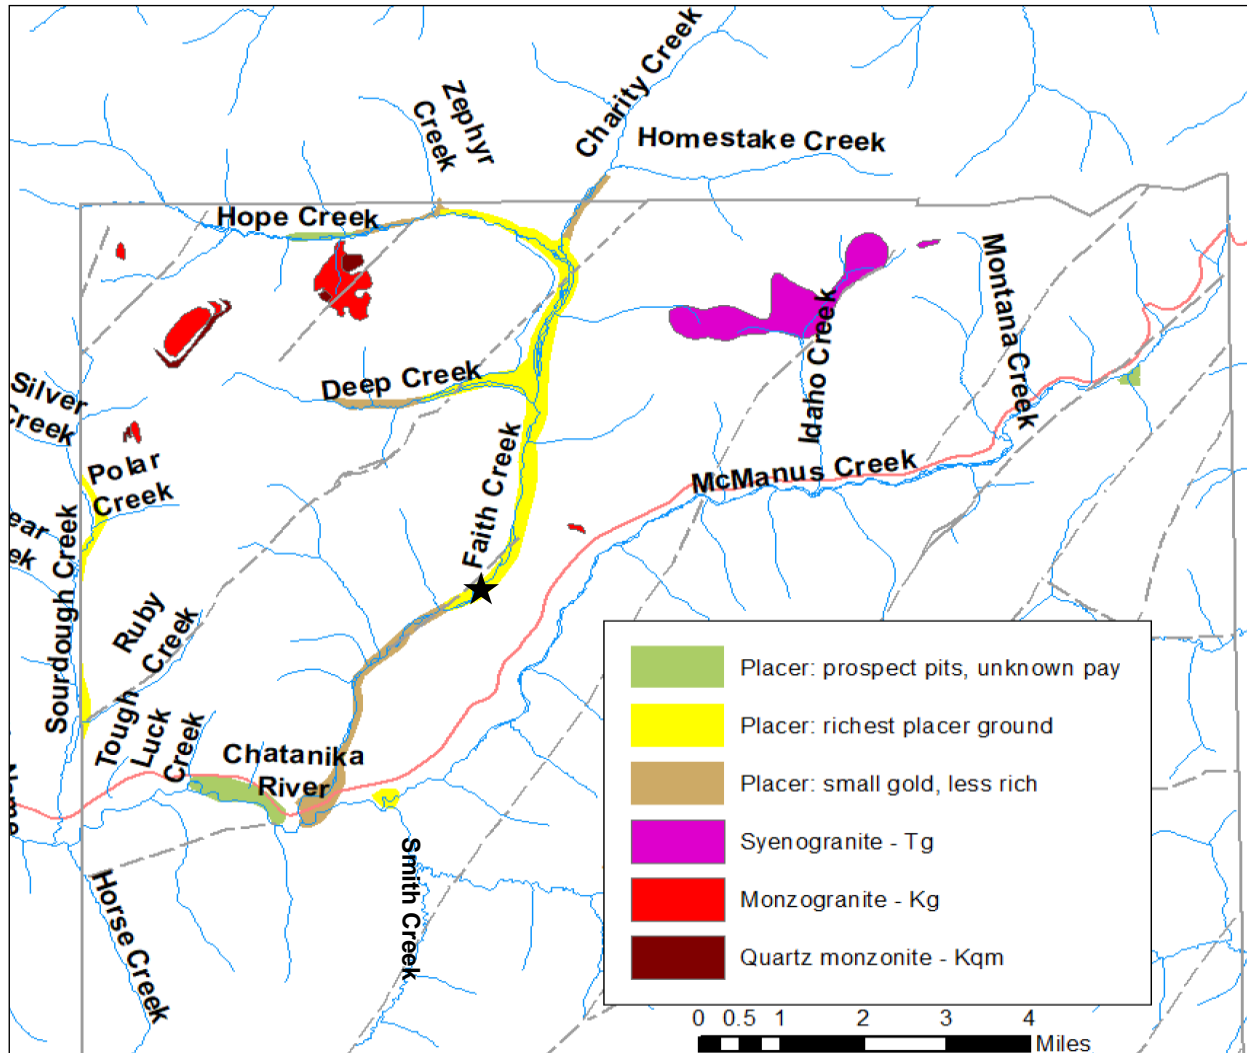 Charity Creek
Zephyr
Creek
Homestake Creek
Hope Creek
Montana Creek
Idaho Creek
Deep Creek
Silver
Creek
Polar
Creek
McManus Creek
Faith Creek
Sourdough Creek
Ruby
Creek
Tough
Luck
Creek
Chatanika
River
Smith Creek
Horse Creek
Placer: prospect pits, unknown pay
Placer: richest placer ground
Placer: small gold, less rich
Syenogranite - Tg
Monzogranite - Kg
Quartz monzonite - Kqm
0 0.5 1 2 3 4
Miles